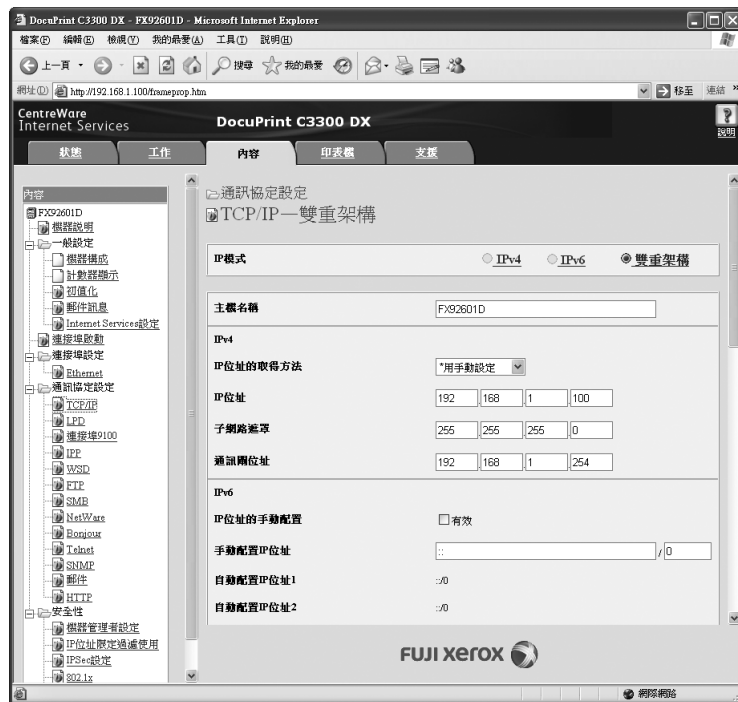 DocuPrint C3300 DX - FX92601D - Microsoft Internet Explorer
檔案(F) 編輯(E) 檢視(V) 我的最愛(A) 工具(T) 說明(H)
上一頁 搜尋 我的最愛
網址(D) http://192.168.1.100/frameprop.htm 移至 連結 »
CentreWare
Internet Services
DocuPrint C3300 DX
說明
狀態 工作 內容 印表機 支援
內容
FX92601D
機器説明
一般設定
機器構成
計數器顯示
初值化
郵件訊息
Internet Services設定
連接埠啟動
連接埠設定
Ethernet
通訊協定設定
TCP/IP
LPD
連接埠9100
IPP
WSD
FTP
SMB
NetWare
Bonjour
Telnet
SNMP
郵件
HTTP
安全性
機器管理者設定
IP位址限定過濾使用
IPSec設定
802.1x
通訊協定設定
TCP/IP—雙重架構
IP模式 IPv4 IPv6 雙重架構
主機名稱 FX92601D
IPv4
IP位址的取得方法 *用手動設定
IP位址 192 .168 .1 .100
子網路遮罩 255 .255 .255 .0
通訊閘位址 192 .168 .1 .254
IPv6
IP位址的手動配置 有效
手動配置IP位址 :: / 0
自動配置IP位址1 ::/0
自動配置IP位址2 ::/0
FUJI XEROX
網際網路